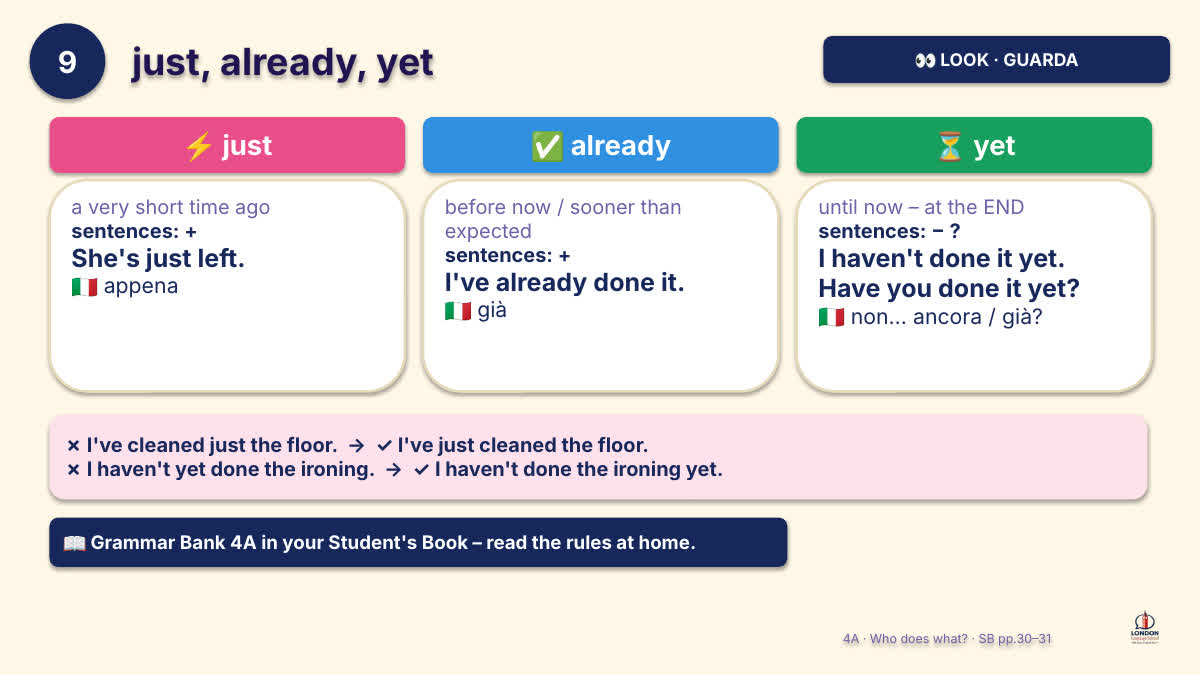 9
just, already, yet
👀 LOOK · GUARDA
⚡ just
a very short time ago
sentences: +
She's just left.
🇮🇹 appena
✅ already
before now / sooner than
expected
sentences: +
I've already done it.
🇮🇹 già
⏳ yet
until now – at the END
sentences: − ?
I haven't done it yet.
Have you done it yet?
🇮🇹 non... ancora / già?
✗ I've cleaned just the floor. → ✓ I've just cleaned the floor.
✗ I haven't yet done the ironing. → ✓ I haven't done the ironing yet.
📖 Grammar Bank 4A in your Student's Book – read the rules at home.
4A · Who does what? · SB pp.30–31
LONDON